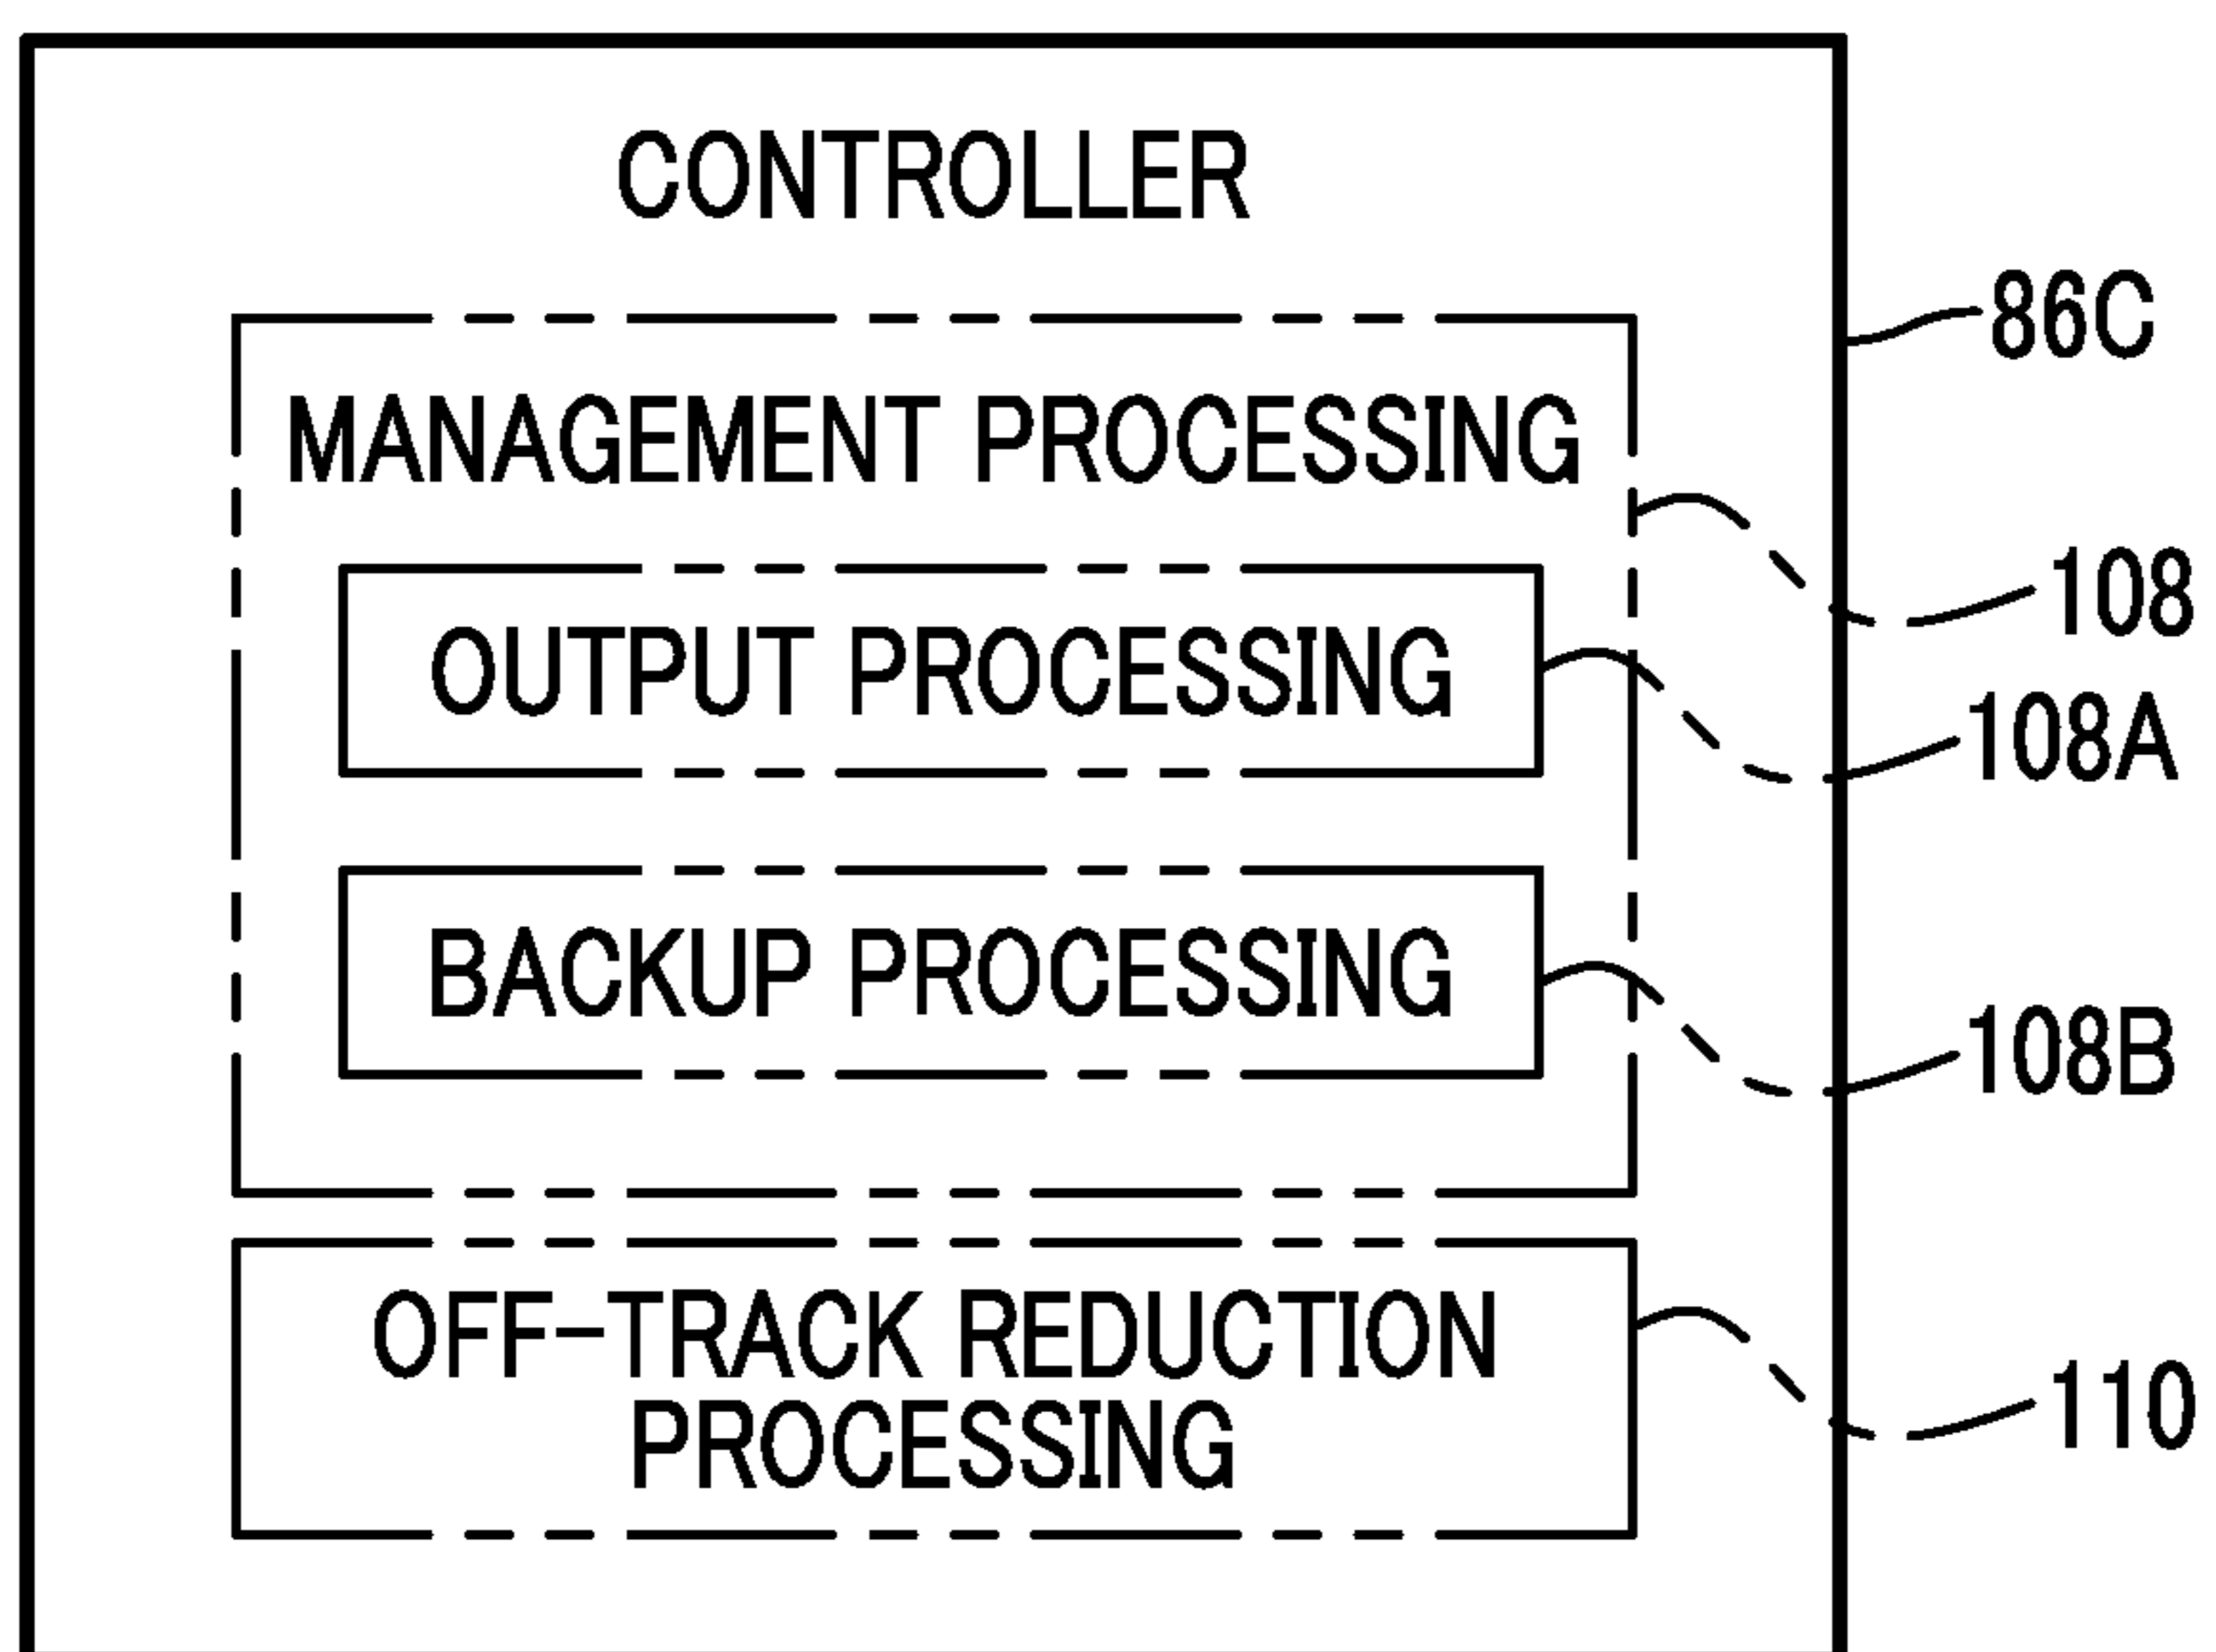 CONTROLLER
86C
MANAGEMENT PROCESSING
108
OUTPUT PROCESSING
108A
BACKUP PROCESSING
108B
OFF-TRACK REDUCTION
PROCESSING
110